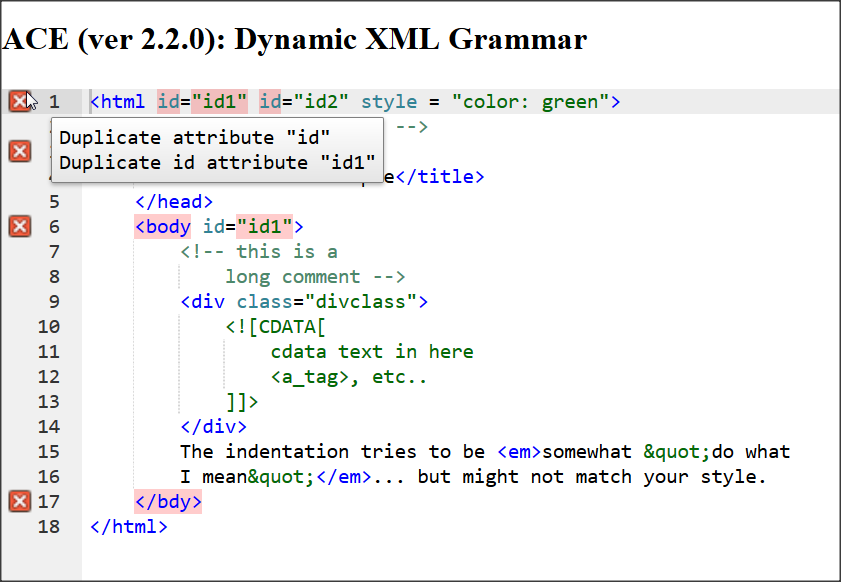 ACE (ver 2.2.0): Dynamic XML Grammar
1 <html id="id1" id="id2" style = "color: green">
-->
Duplicate attribute "id"
Duplicate id attribute "id1"
e</title>
5 </head>
6 <body id="id1">
7 <!-- this is a
8 long comment -->
9 <div class="divclass">
10 <![CDATA[
11 cdata text in here
12 <a_tag>, etc..
13 ]]>
14 </div>
15 The indentation tries to be <em>somewhat &quot;do what
16 I mean&quot;</em>... but might not match your style.
17 </bdy>
18 </html>